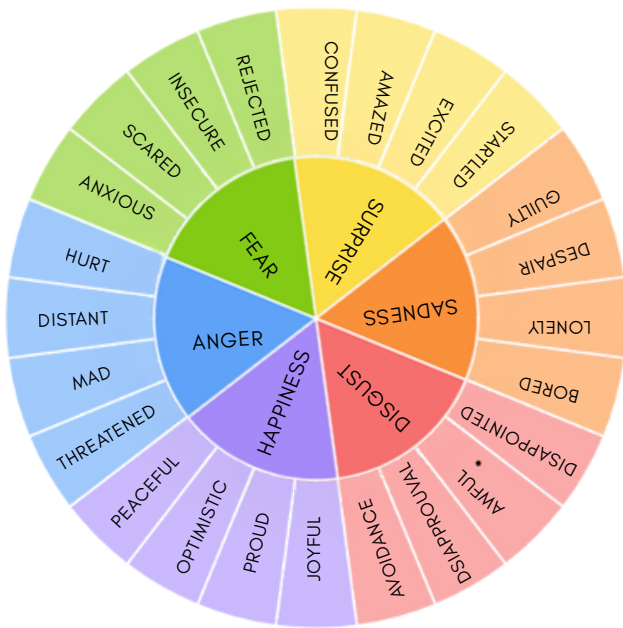 SURPRISE
CONFUSED
AMAZED
EXCITED
STARTLED
SADNESS
GUILTY
DESPAIR
LONELY
BORED
DISGUST
DISAPPOINTED
AWFUL
DSIAPPROUVAL
AVOIDANCE
HAPPINESS
JOYFUL
PROUD
OPTIMISTIC
PEACEFUL
ANGER
THREATENED
MAD
DISTANT
HURT
FEAR
ANXIOUS
SCARED
INSECURE
REJECTED